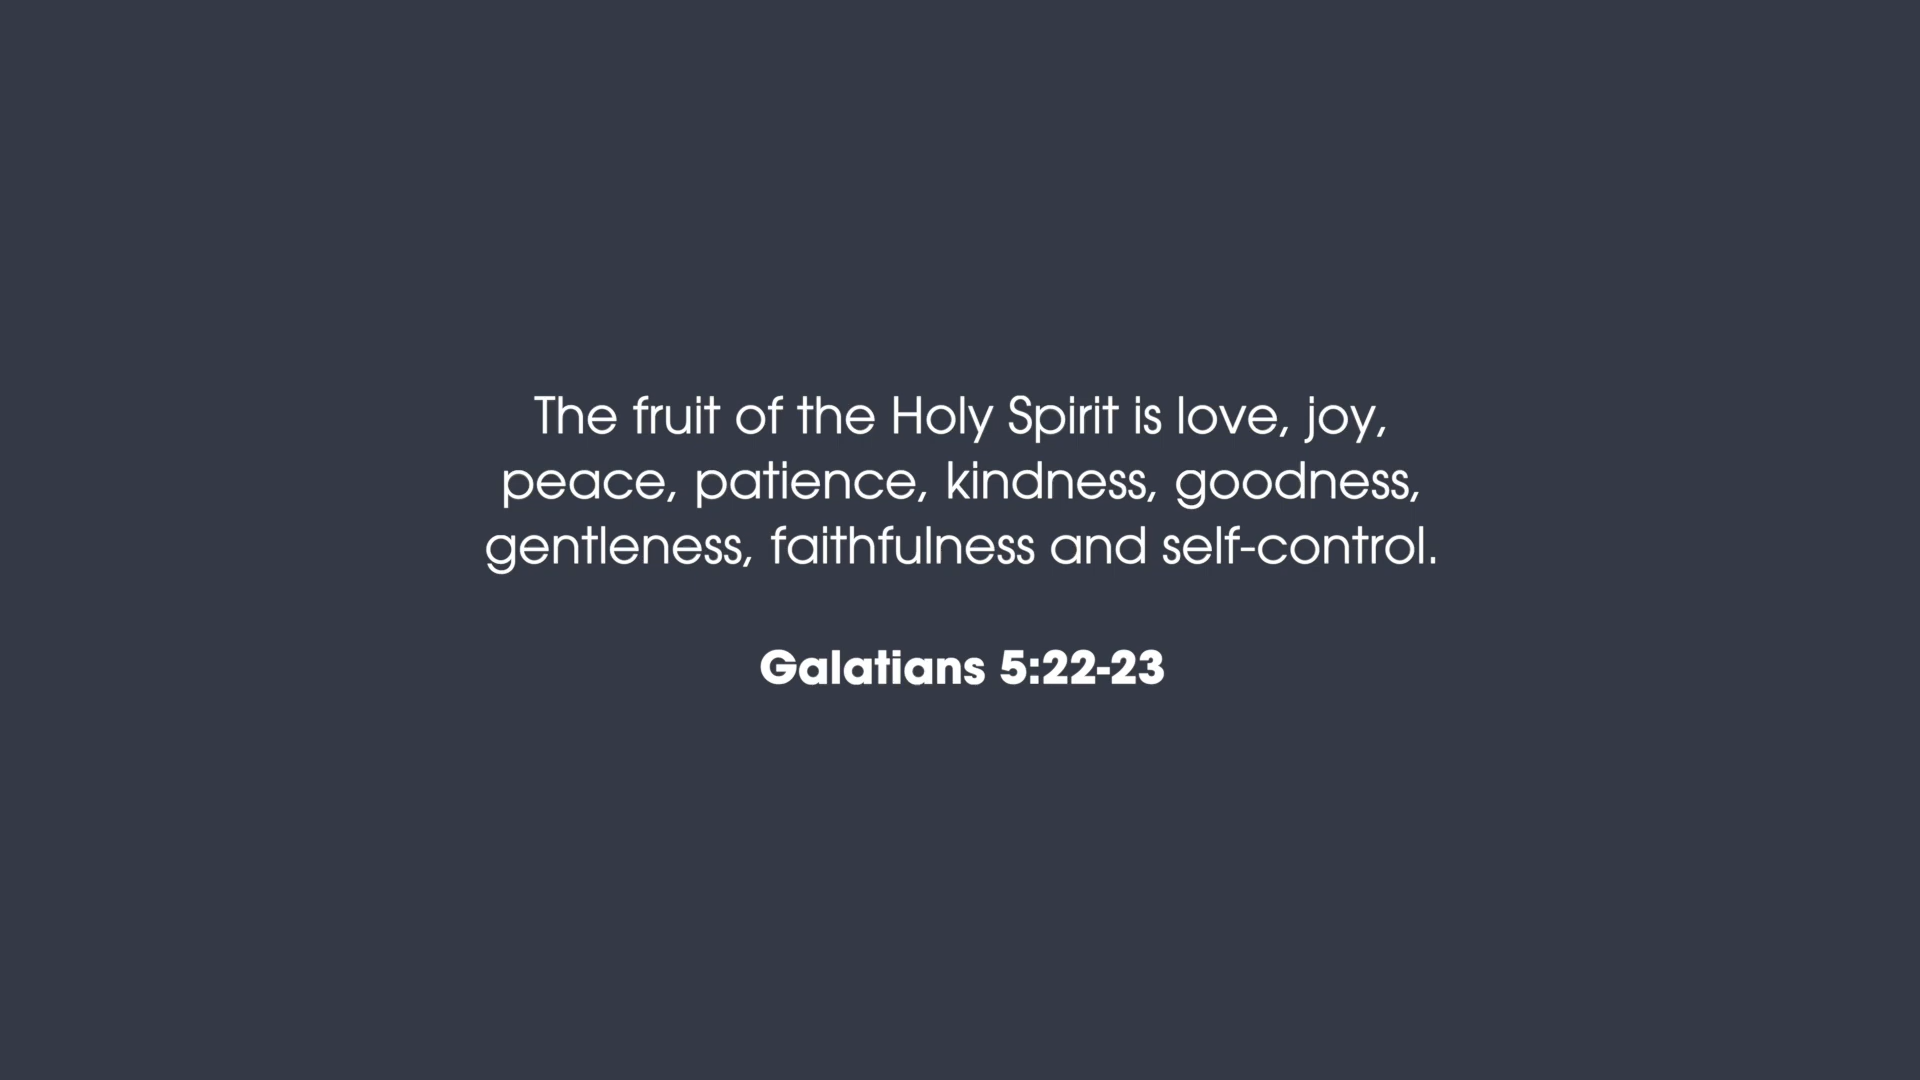 The fruit of the Holy Spirit is love, joy,
peace, patience, kindness, goodness,
gentleness, faithfulness and self-control.
Galatians 5:22-23